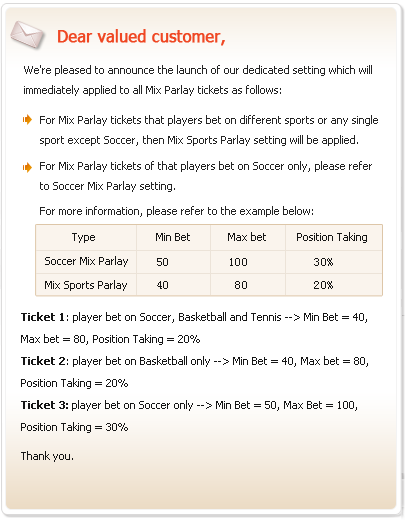 Dear valued customer,
We're pleased to announce the launch of our dedicated setting which will
immediately applied to all Mix Parlay tickets as follows:
For Mix Parlay tickets that players bet on different sports or any single
sport except Soccer, then Mix Sports Parlay setting will be applied.
For Mix Parlay tickets of that players bet on Soccer only, please refer
to Soccer Mix Parlay setting.
For more information, please refer to the example below:
Type Min Bet Max bet Position Taking
Soccer Mix Parlay 50 100 30%
Mix Sports Parlay 40 80 20%
Ticket 1: player bet on Soccer, Basketball and Tennis --> Min Bet = 40,
Max bet = 80, Position Taking = 20%
Ticket 2: player bet on Basketball only --> Min Bet = 40, Max bet = 80,
Position Taking = 20%
Ticket 3: player bet on Soccer only --> Min Bet = 50, Max Bet = 100,
Position Taking = 30%
Thank you.